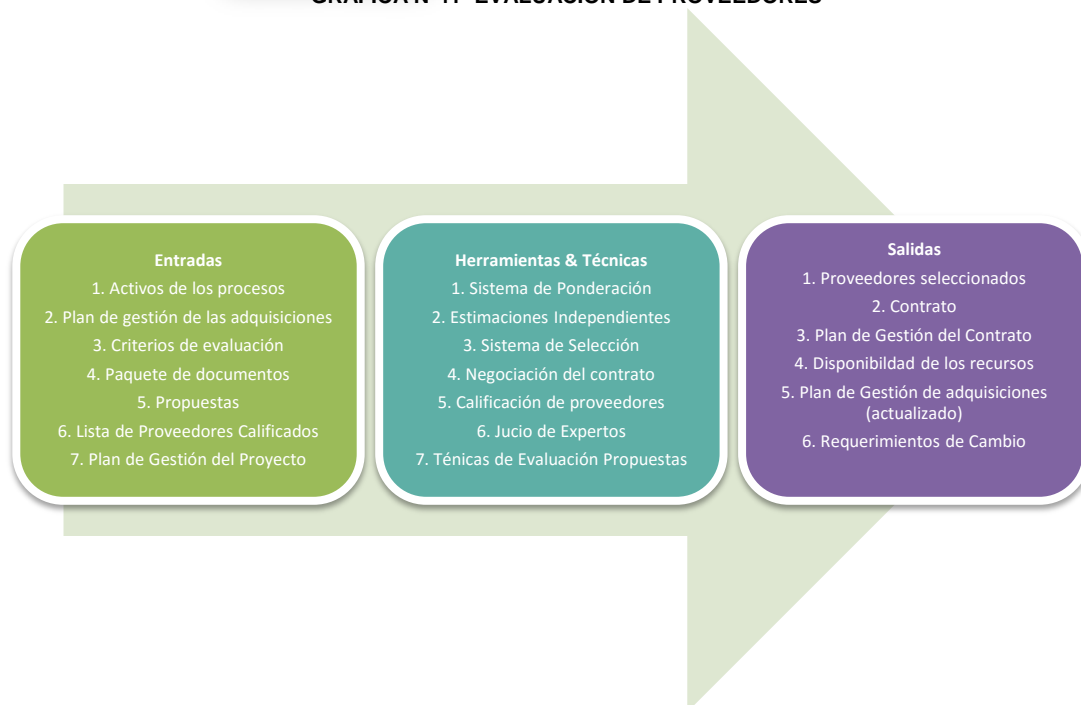 EVALUACIÓN DE PROVEEDORES
Entradas
1. Activos de los procesos
2. Plan de gestión de las adquisiciones
3. Criterios de evaluación
4. Paquete de documentos
5. Propuestas
6. Lista de Proveedores Calificados
7. Plan de Gestión del Proyecto
Herramientas & Técnicas
1. Sistema de Ponderación
2. Estimaciones Independientes
3. Sistema de Selección
4. Negociación del contrato
5. Calificación de proveedores
6. Jucio de Expertos
7. Ténicas de Evaluación Propuestas
Salidas
1. Proveedores seleccionados
2. Contrato
3. Plan de Gestión del Contrato
4. Disponibildad de los recursos
5. Plan de Gestión de adquisiciones
(actualizado)
6. Requerimientos de Cambio